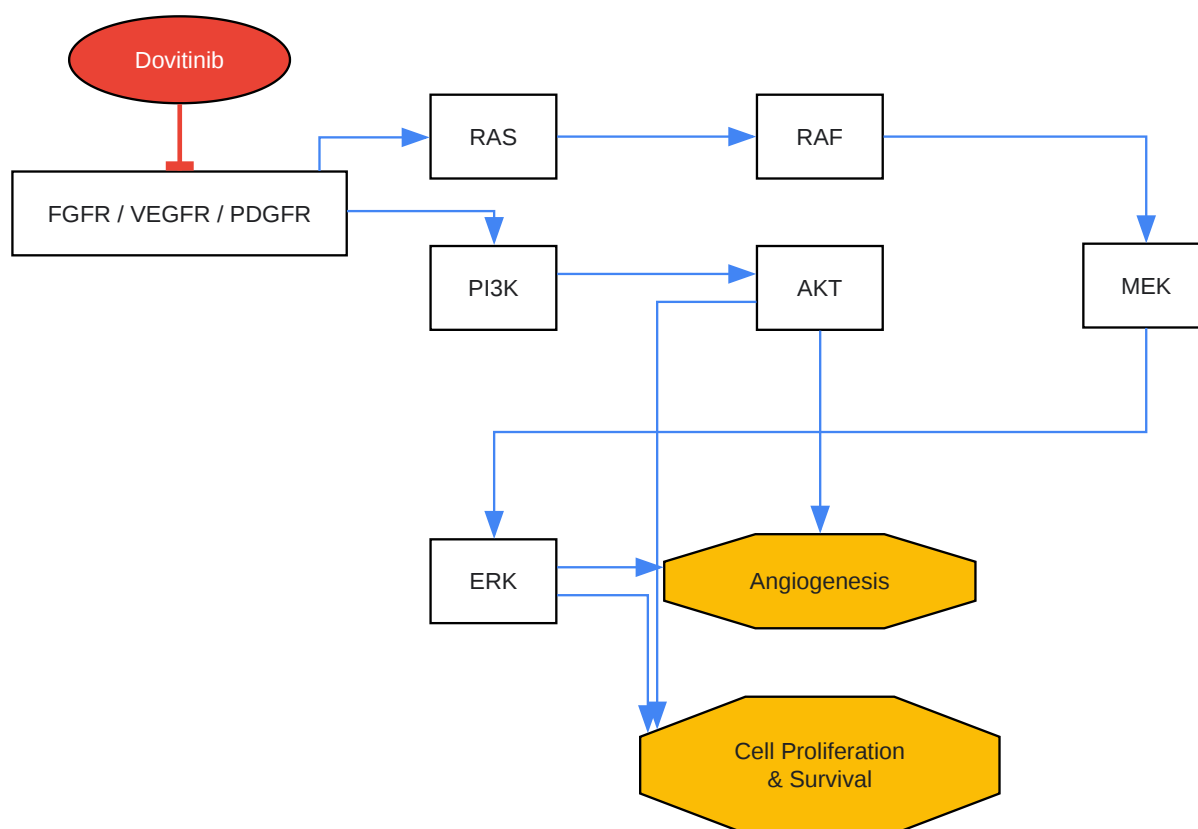 Dovitinib
RAS
RAF
FGFR / VEGFR / PDGFR
PI3K
AKT
MEK
ERK
Angiogenesis
Cell Proliferation
& Survival